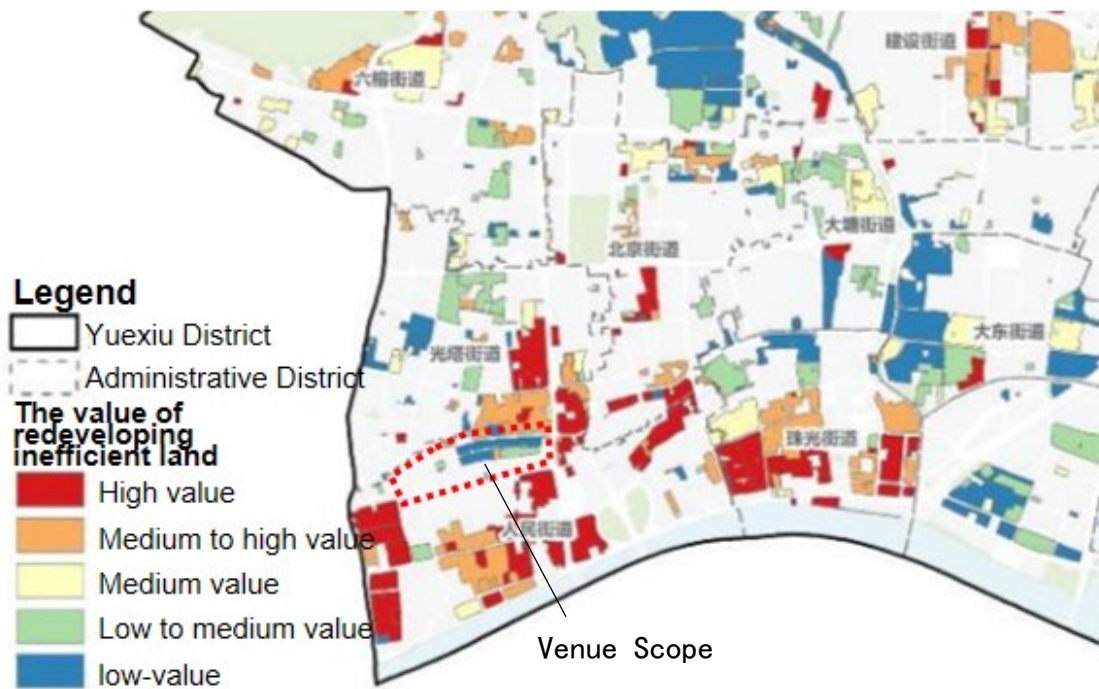 六榕街道
建设街道
大塘街道
北京街道
大东街道
光塔街道
珠光街道
人民街道
Legend
Yuexiu District
Administrative District
The value of
redeveloping
inefficient land
High value
Medium to high value
Medium value
Low to medium value
low-value
Venue Scope